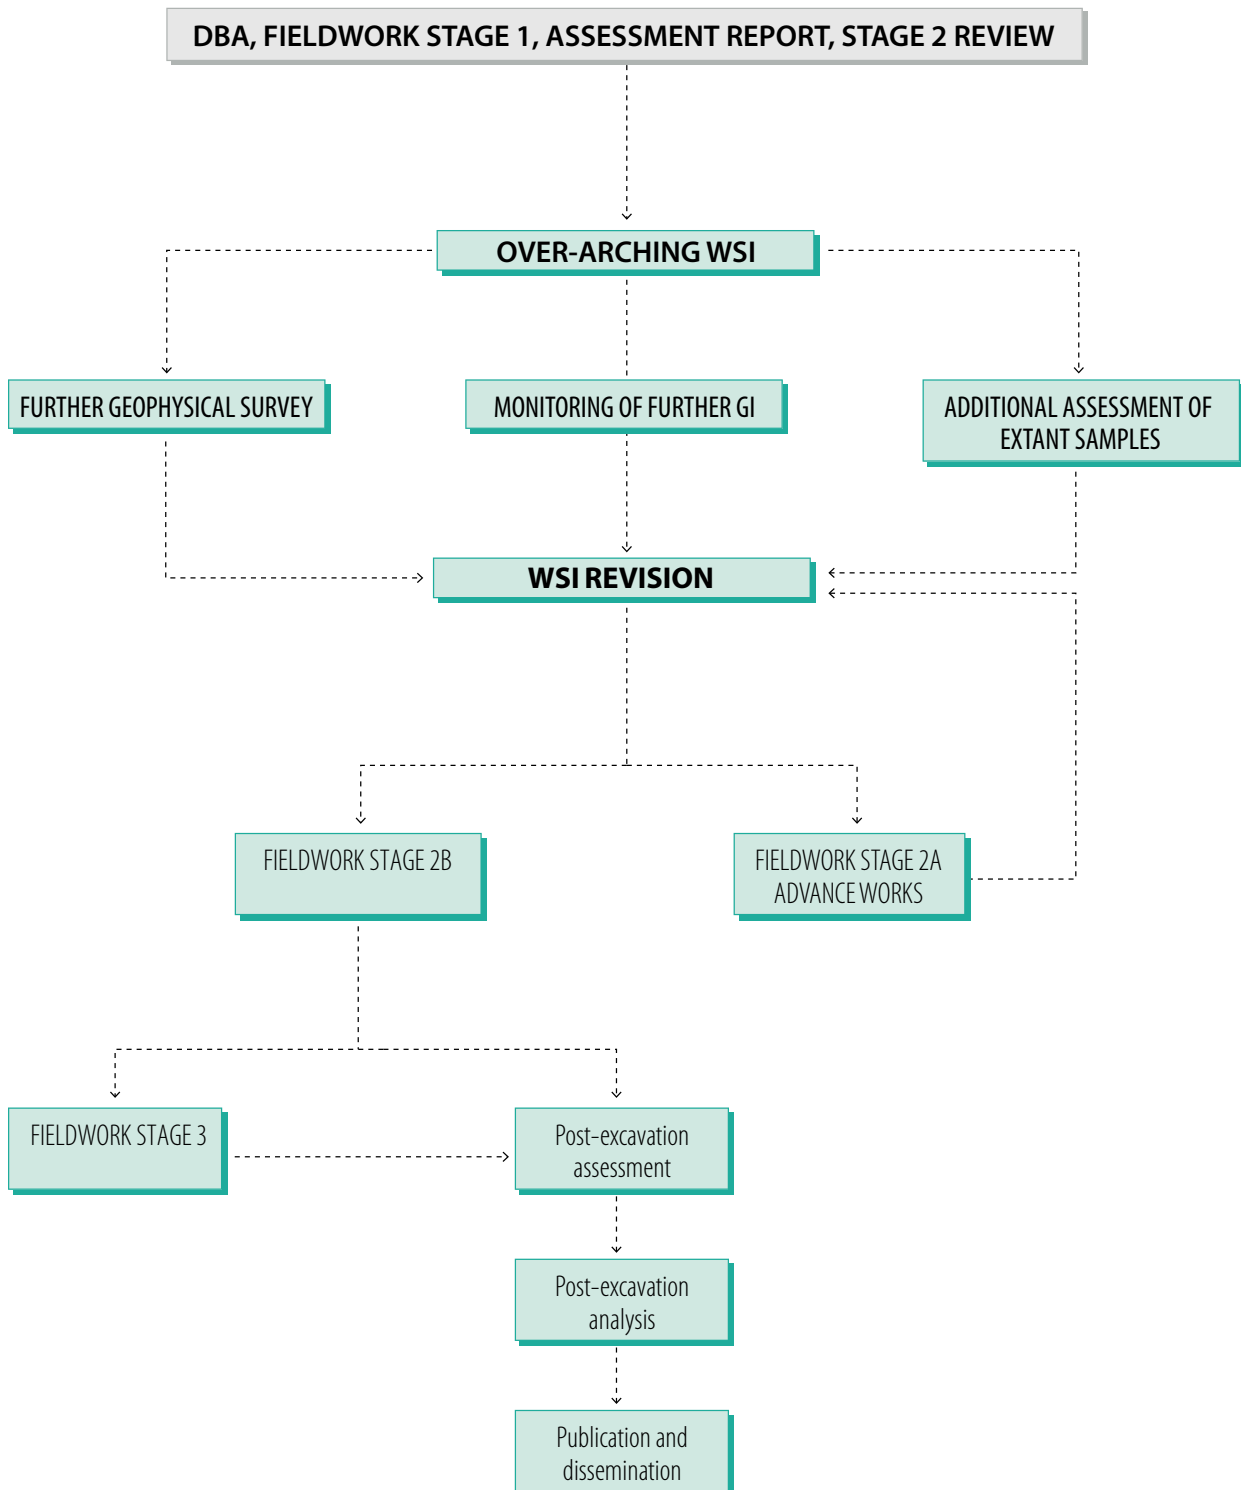 DBA, FIELDWORK STAGE 1, ASSESSMENT REPORT, STAGE 2 REVIEW
OVER-ARCHING WSI
FURTHER GEOPHYSICAL SURVEY
MONITORING OF FURTHER GI
ADDITIONAL ASSESSMENT OF
EXTANT SAMPLES
WSI REVISION
FIELDWORK STAGE 2B
FIELDWORK STAGE 2A
ADVANCE WORKS
FIELDWORK STAGE 3
Post-excavation
assessment
Post-excavation
analysis
Publication and
dissemination